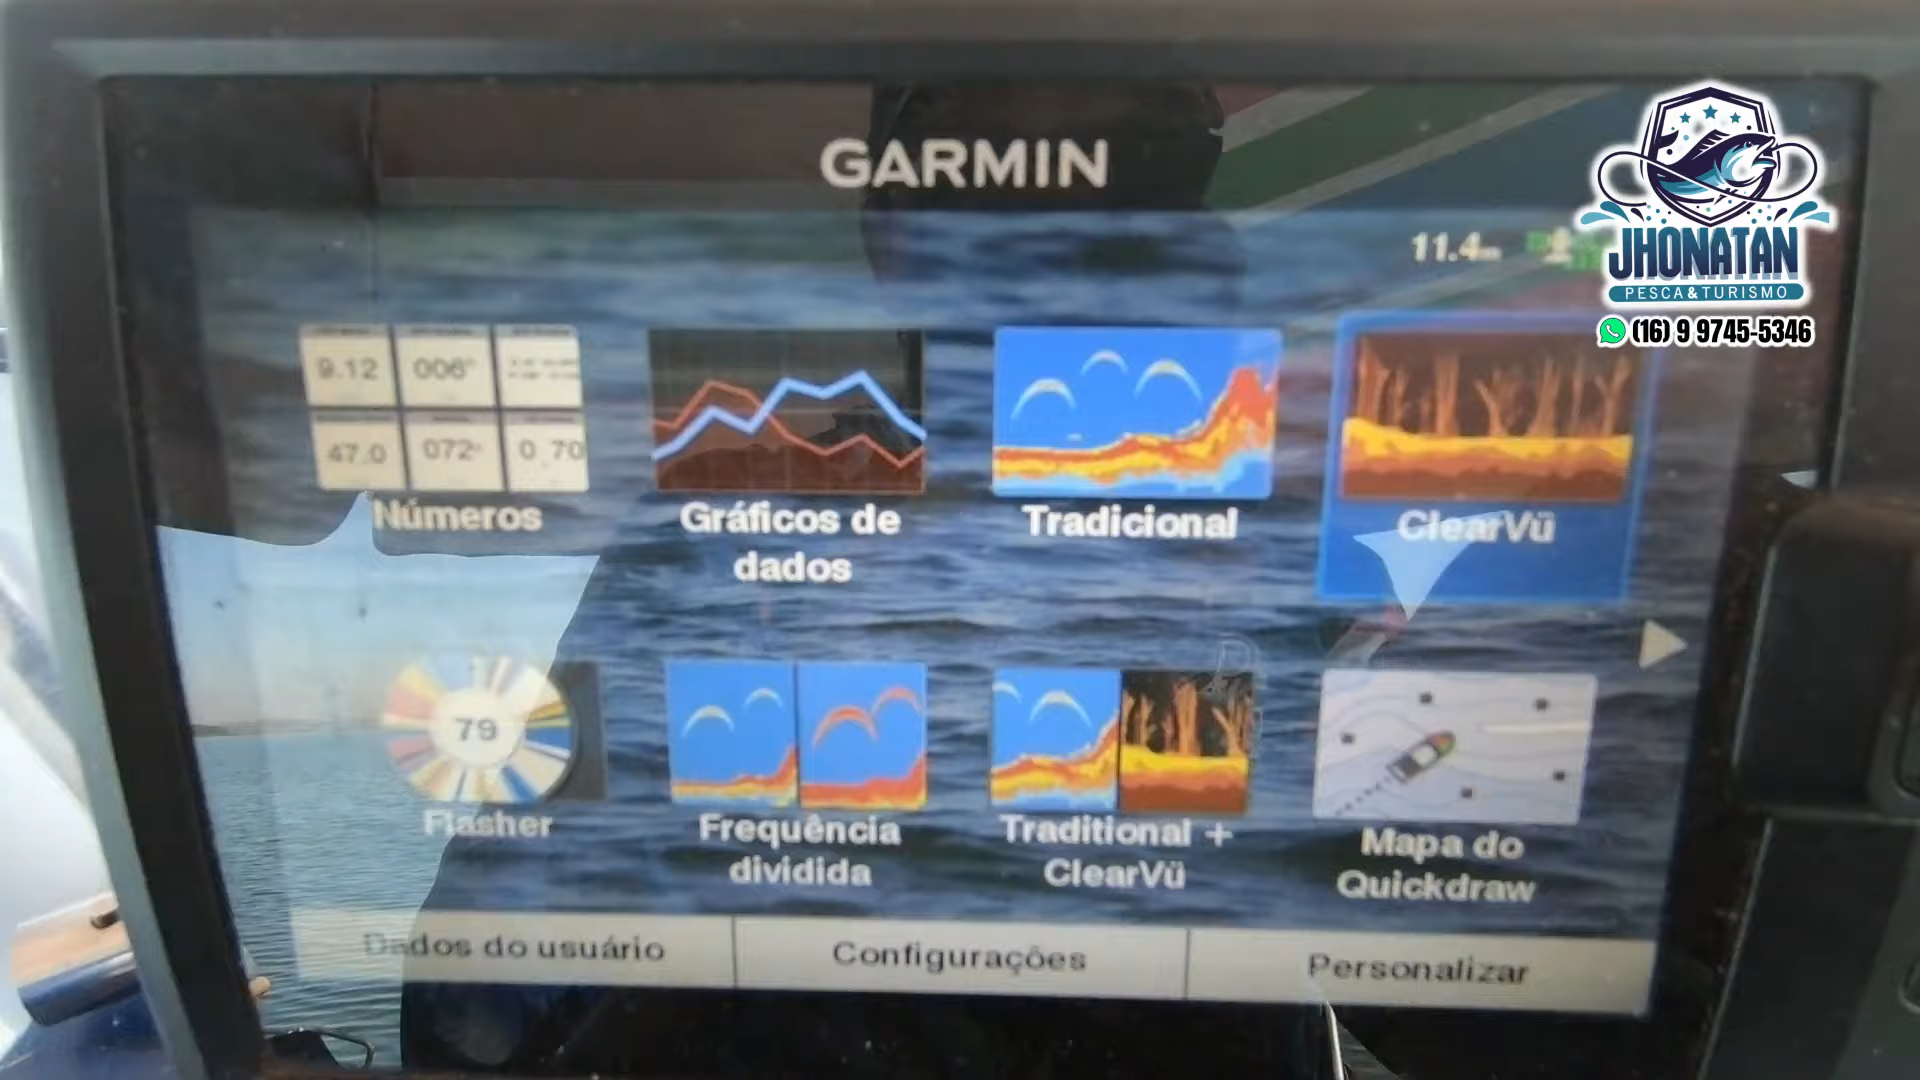 GARMIN
11.4m
JHONATAN
PESCA&TURISMO
(16) 9 9745-5346
9.12
006°
47.0
072°
0 70
Números
Gráficos de
dados
Tradicional
ClearVü
79
Flasher
Frequência
dividida
Traditional +
ClearVü
Mapa do
Quickdraw
Dados do usuário
Configurações
Personalizar